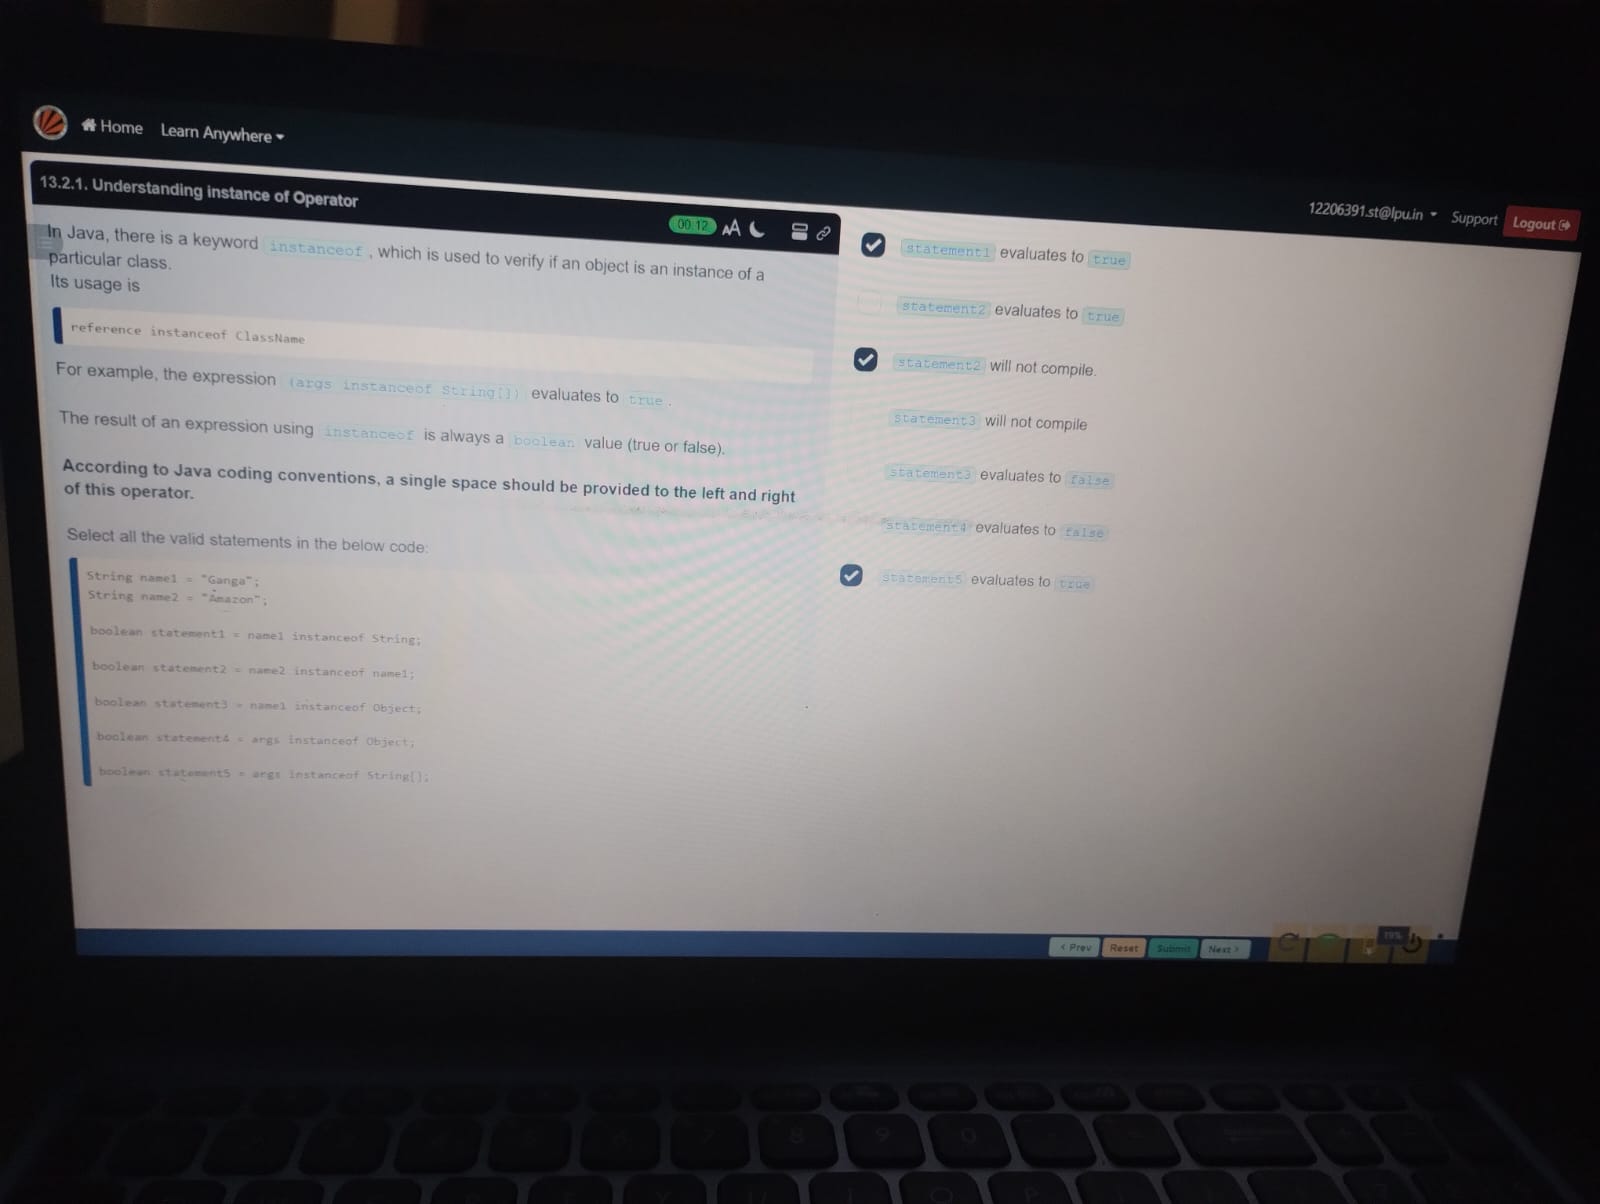 Home Learn Anywhere
12206391.st@lpu.in Support Logout
13.2.1. Understanding instance of Operator
00:12 AA
In Java, there is a keyword instanceof , which is used to verify if an object is an instance of a
particular class.
Its usage is
reference instanceof ClassName
For example, the expression (args instanceof String[]) evaluates to true .
The result of an expression using instanceof is always a boolean value (true or false).
According to Java coding conventions, a single space should be provided to the left and right
of this operator.
Select all the valid statements in the below code:
String name1 = "Ganga";
String name2 = "Amazon";
boolean statement1 = name1 instanceof String;
boolean statement2 = name2 instanceof name1;
boolean statement3 = name1 instanceof Object;
boolean statement4 = args instanceof Object;
boolean statement5 = args instanceof String[];
statement1 evaluates to true
statement2 evaluates to true
statement2 will not compile.
statement3 will not compile
statement3 evaluates to false
statement4 evaluates to false
statement5 evaluates to true
< Prev Reset Submit Next >
19%